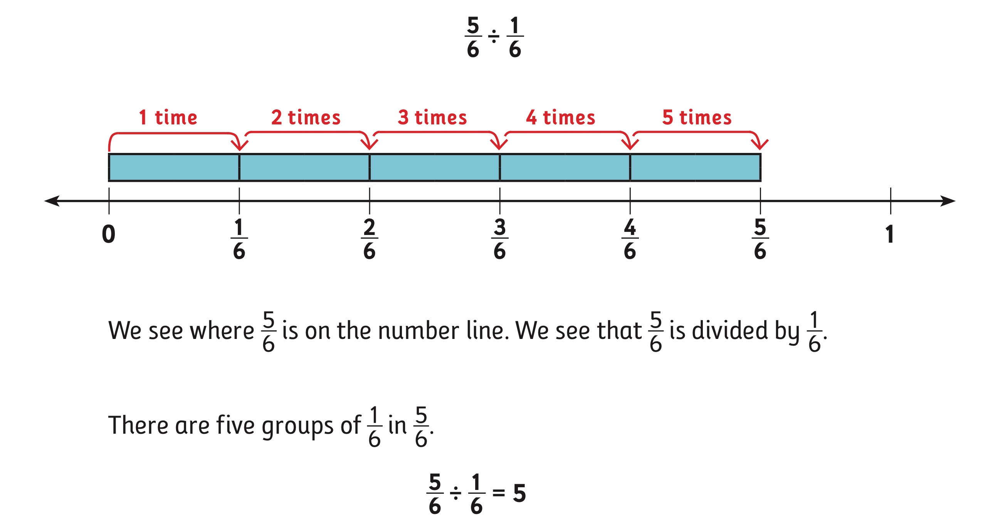 5/6 ÷ 1/6
1 time 2 times 3 times 4 times 5 times
0 1/6 2/6 3/6 4/6 5/6 1
We see where 5/6 is on the number line. We see that 5/6 is divided by 1/6.
There are five groups of 1/6 in 5/6.
5/6 ÷ 1/6 = 5